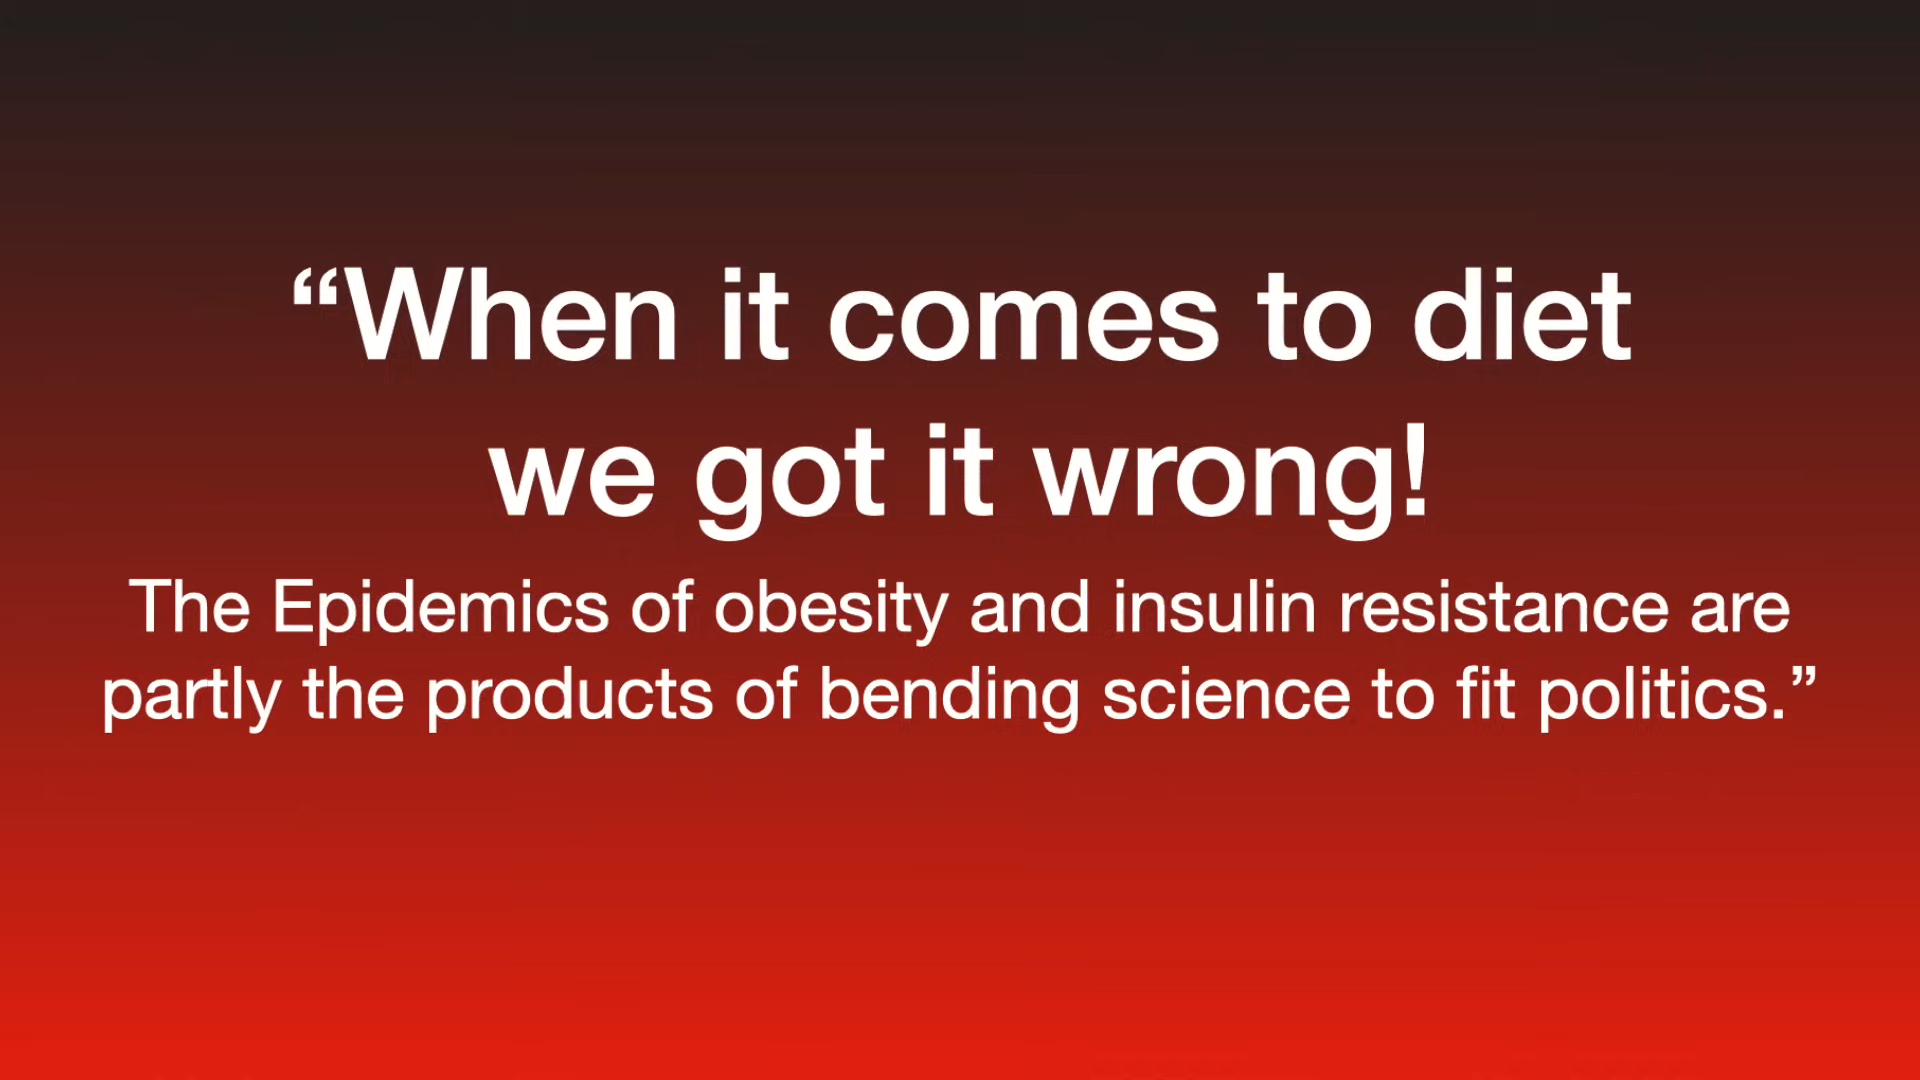 “When it comes to diet
we got it wrong!
The Epidemics of obesity and insulin resistance are
partly the products of bending science to fit politics.”